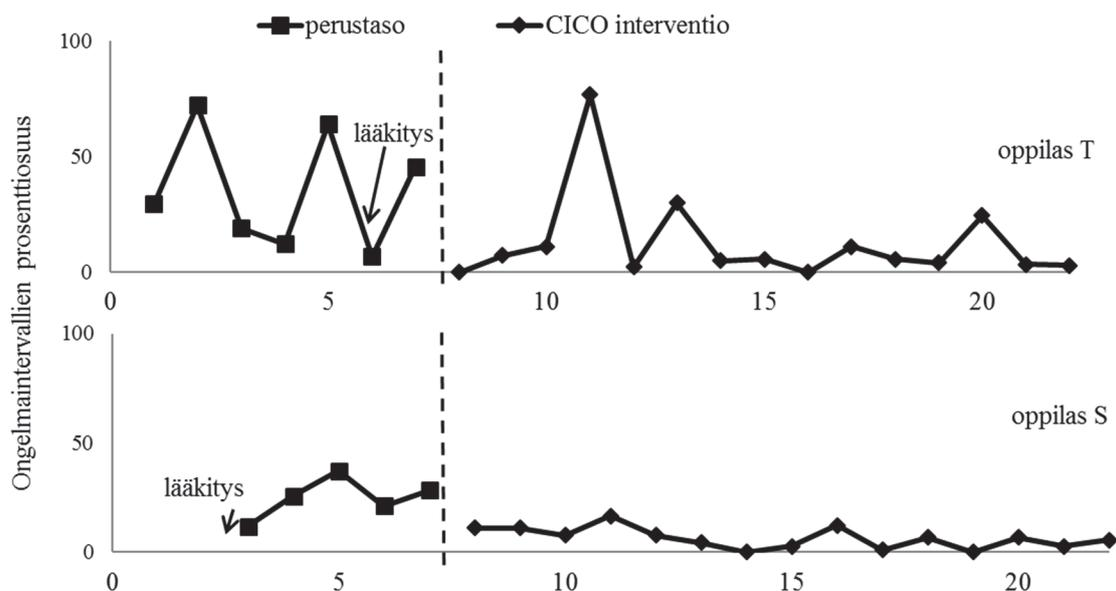 perustaso CICO interventio
Ongelmaintervallien prosenttiosuus
100
lääkitys
oppilas T
50
0
0 5 10 15 20
100
oppilas S
50
lääkitys
0
0 5 10 15 20